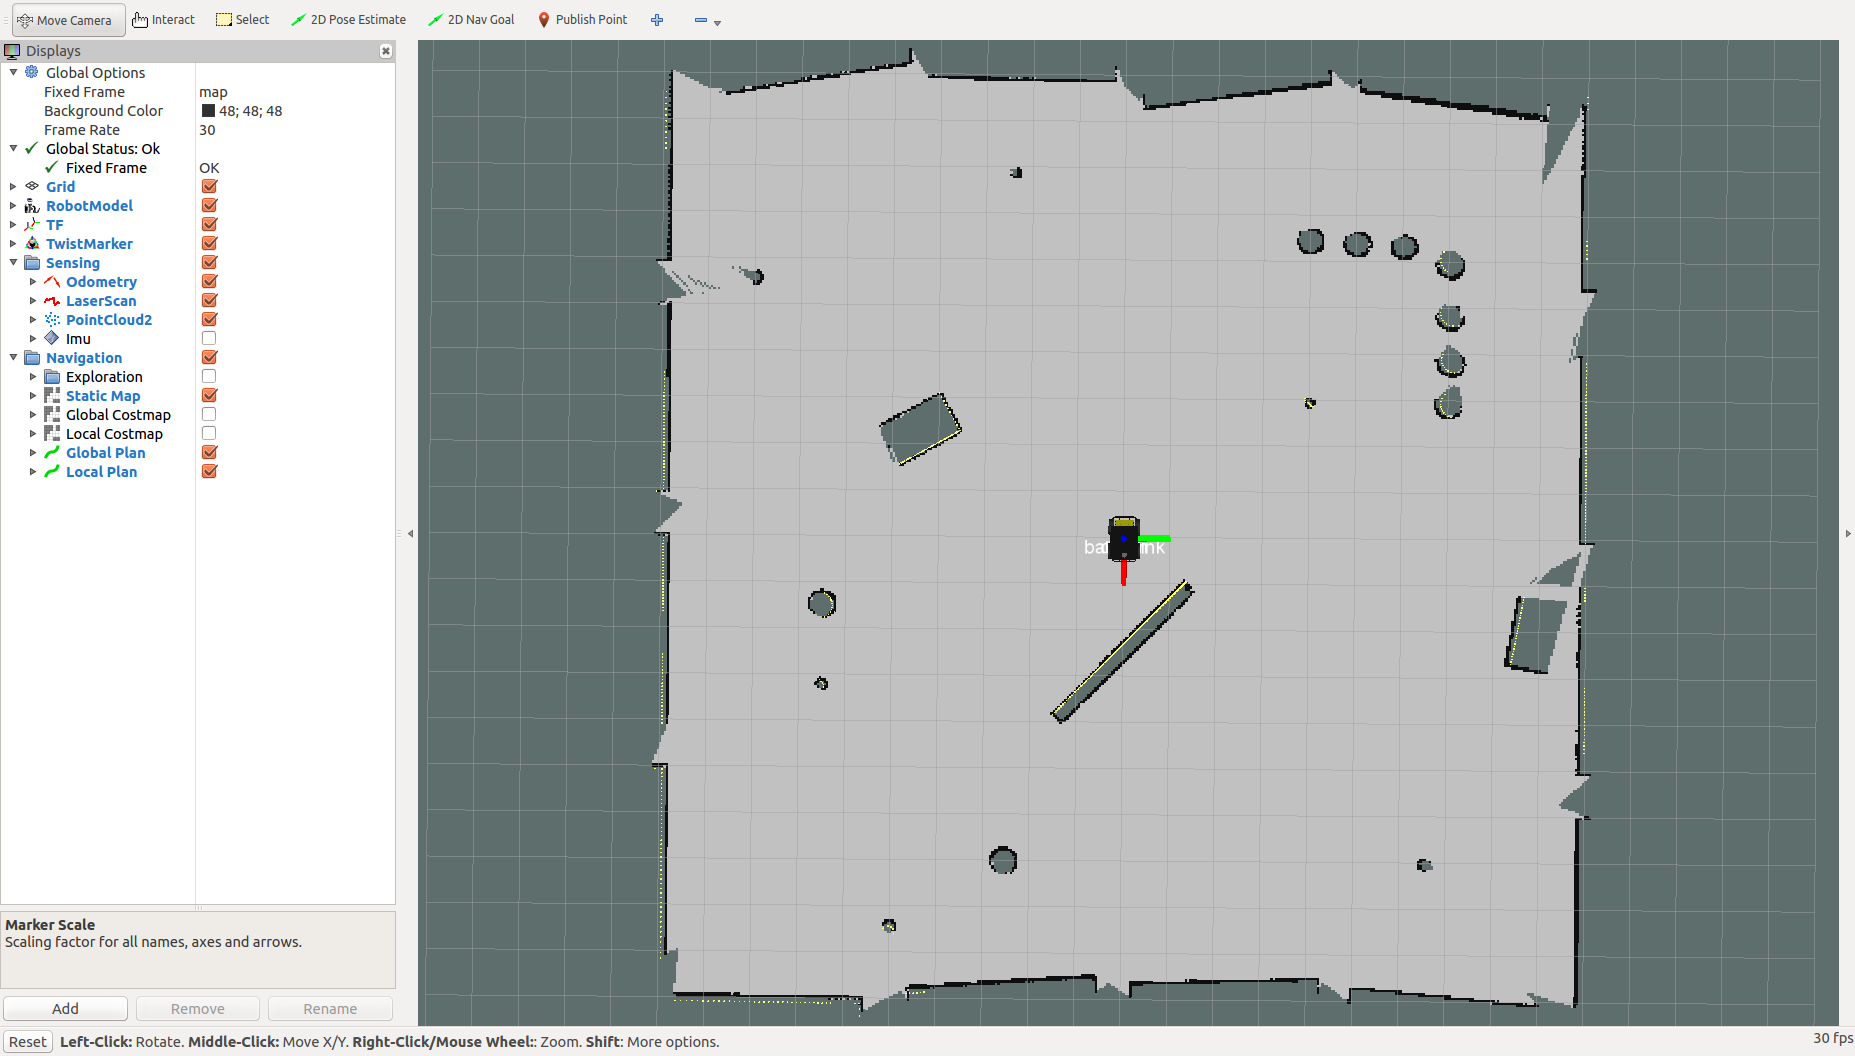 Move Camera Interact Select 2D Pose Estimate 2D Nav Goal Publish Point
Displays
Global Options
Fixed Frame map
Background Color 48; 48; 48
Frame Rate 30
Global Status: Ok
Fixed Frame OK
Grid
RobotModel
TF
TwistMarker
Sensing
Odometry
LaserScan
PointCloud2
Imu
Navigation
Exploration
Static Map
Global Costmap
Local Costmap
Global Plan
Local Plan
Marker Scale
Scaling factor for all names, axes and arrows.
Add Remove Rename
Reset Left-Click: Rotate. Middle-Click: Move X/Y. Right-Click/Mouse Wheel:: Zoom. Shift: More options. 30 fps